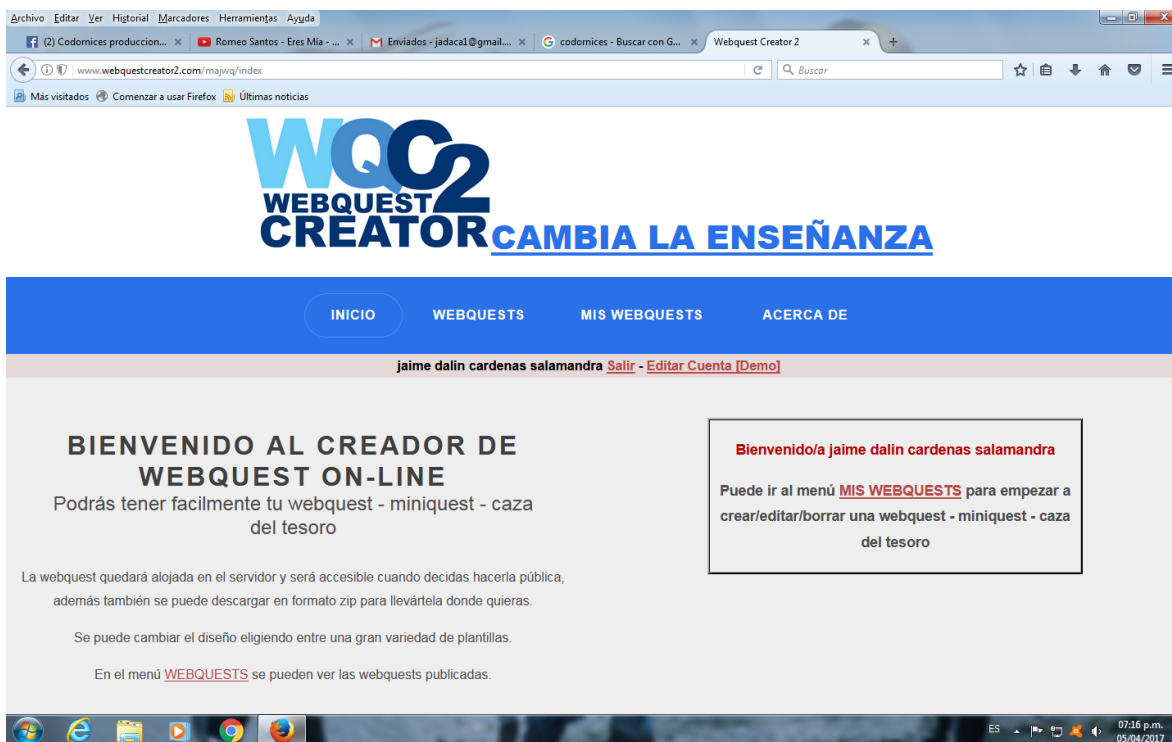 Archivo Editar Ver Historial Marcadores Herramientas Ayuda
(2) Codornices produccion... Romeo Santos - Eres Mía - ... Enviados - jadaca1@gmail.... codornices - Buscar con G... Webquest Creator 2
www.webquestcreator2.com/majwq/index Buscar
Más visitados Comenzar a usar Firefox Últimas noticias
WQC2
WEBQUEST
CREATOR CAMBIA LA ENSEÑANZA
INICIO WEBQUESTS MIS WEBQUESTS ACERCA DE
jaime dalin cardenas salamandra Salir - Editar Cuenta [Demo]
BIENVENIDO AL CREADOR DE
WEBQUEST ON-LINE
Podrás tener facilmente tu webquest - miniquest - caza
del tesoro
La webquest quedará alojada en el servidor y será accesible cuando decidas hacerla pública,
además también se puede descargar en formato zip para llevártela donde quieras.
Se puede cambiar el diseño eligiendo entre una gran variedad de plantillas.
En el menú WEBQUESTS se pueden ver las webquests publicadas.
Bienvenido/a jaime dalin cardenas salamandra
Puede ir al menú MIS WEBQUESTS para empezar a
crear/editar/borrar una webquest - miniquest - caza
del tesoro
ES 07:16 p.m.
05/04/2017